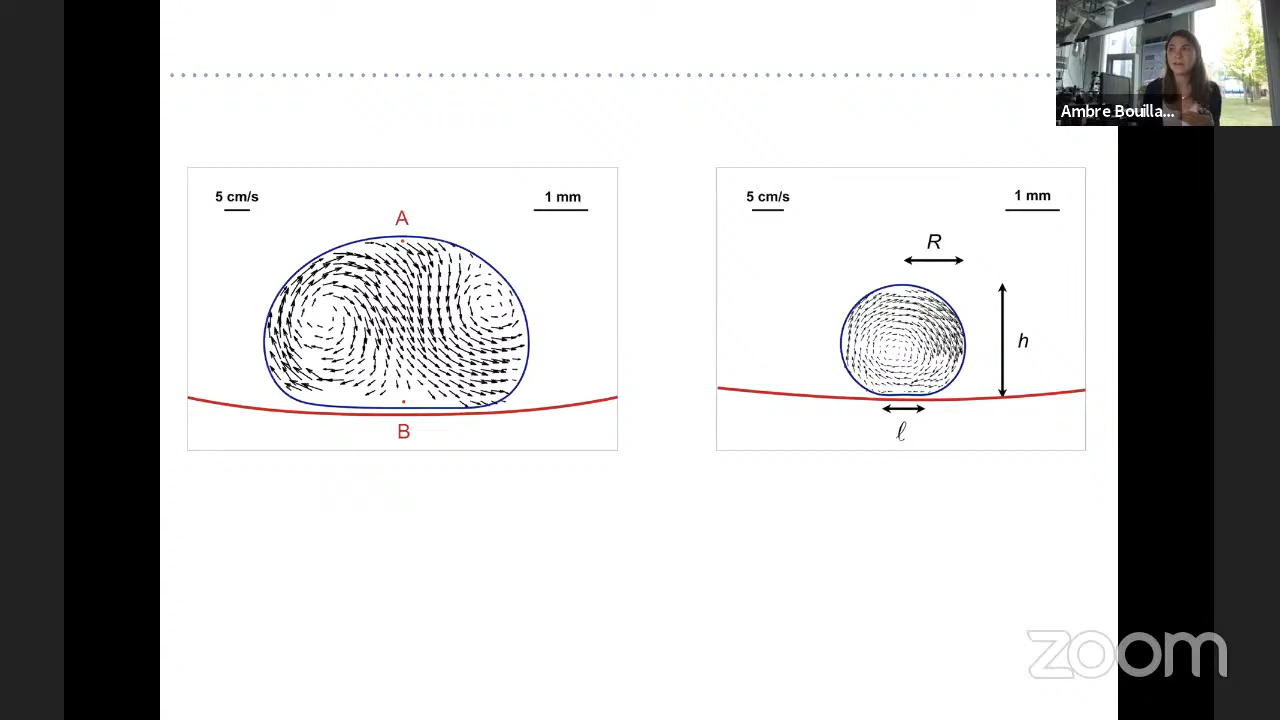 Ambre Bouilla...
5 cm/s
1 mm
A
B
5 cm/s
1 mm
R
h
ℓ
zoom